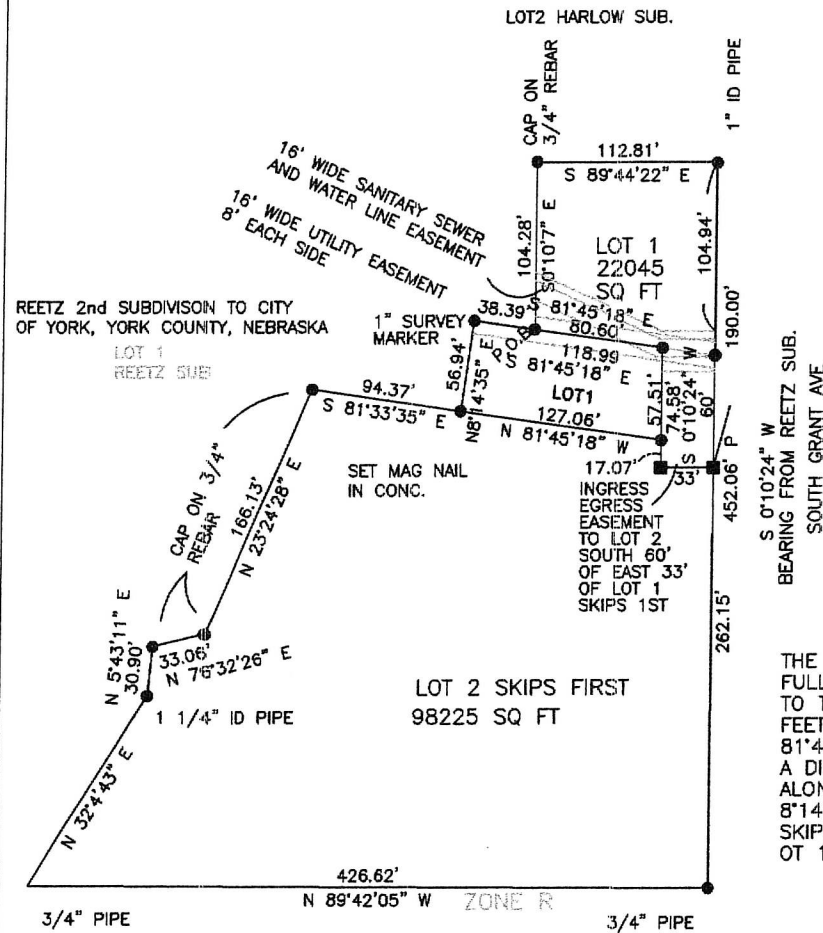 LOT2 HARLOW SUB.
CAP ON
3/4" REBAR
1" ID PIPE
112.81'
S 89°44'22" E
16' WIDE SANITARY SEWER
AND WATER LINE EASEMENT
16' WIDE UTILITY EASEMENT
8' EACH SIDE
104.28'
S0°10'7" E
LOT 1
22045
SQ FT
104.94'
190.00'
REETZ 2nd SUBDIVISOIN TO CITY
OF YORK, YORK COUNITY, NEBRASKA
LOT 1
REETZ SUB
1" SURVEY
MARKER
38.39'
S 81°45'18" E
80.60'
P.O.B
118.99
S 81°45'18" E
56.94'
N8°14'35" E
LOT1
94.37'
S 81°33'35" E
127.06'
N 81°45'18" W
57.51'
74.58'
S 0°10'24" W
60'
17.07'
33'
452.06' P
S 0°10'24" W
BEARING FROM REETZ SUB.
SOUTH GRANT AVE
SET MAG NAIL
IN CONC.
INGRESS
EGRESS
EASEMENT
TO LOT 2
SOUTH 60'
OF EAST 33'
OF LOT 1
SKIPS 1ST
CAP ON 3/4"
REBAR
166.13'
N 23°24'28" E
262.15'
N 5°43'11" E
30.90'
33.06'
N 76°32'26" E
1 1/4" ID PIPE
LOT 2 SKIPS FIRST
98225 SQ FT
THE
FULL
TO T
FEET
81°4
A DI
ALON
8°14
SKIP
OT 1
N 32°4'43" E
426.62'
N 89°42'05" W
ZONE R
3/4" PIPE
3/4" PIPE